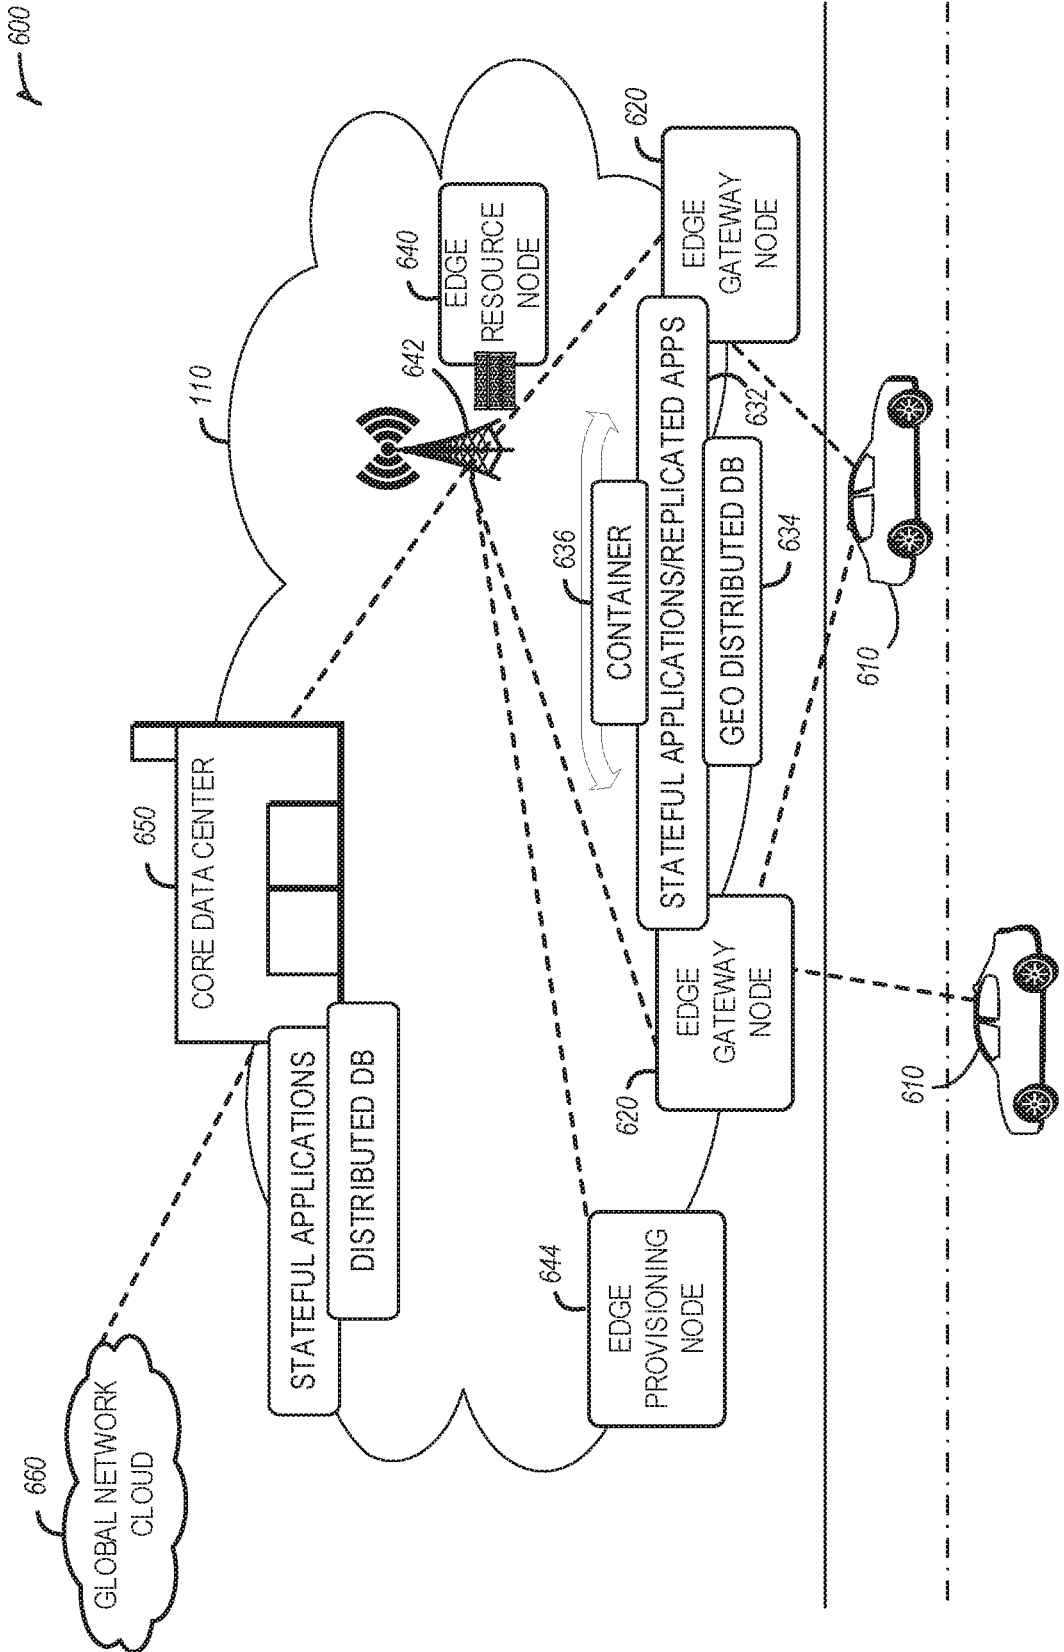 600
660
GLOBAL NETWORK
CLOUD
650
CORE DATA CENTER
STATEFUL APPLICATIONS
DISTRIBUTED DB
110
642
640
EDGE
RESOURCE
NODE
644
EDGE
PROVISIONING
NODE
620
EDGE
GATEWAY
NODE
636
CONTAINER
STATEFUL APPLICATIONS/REPLICATED APPS
632
GEO DISTRIBUTED DB
634
620
EDGE
GATEWAY
NODE
610
610